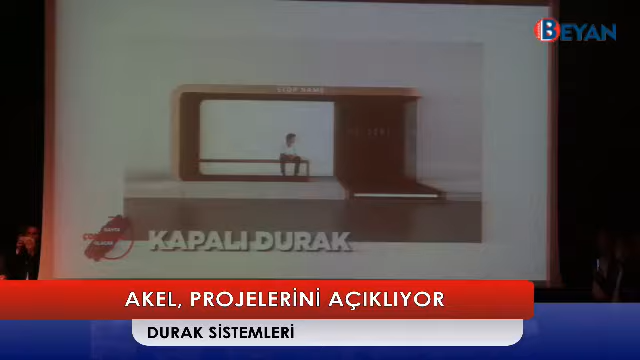 BEYAN
STOP NAME
KAPALI DURAK
AKEL, PROJELERİNİ AÇIKLIYOR
DURAK SİSTEMLERİ